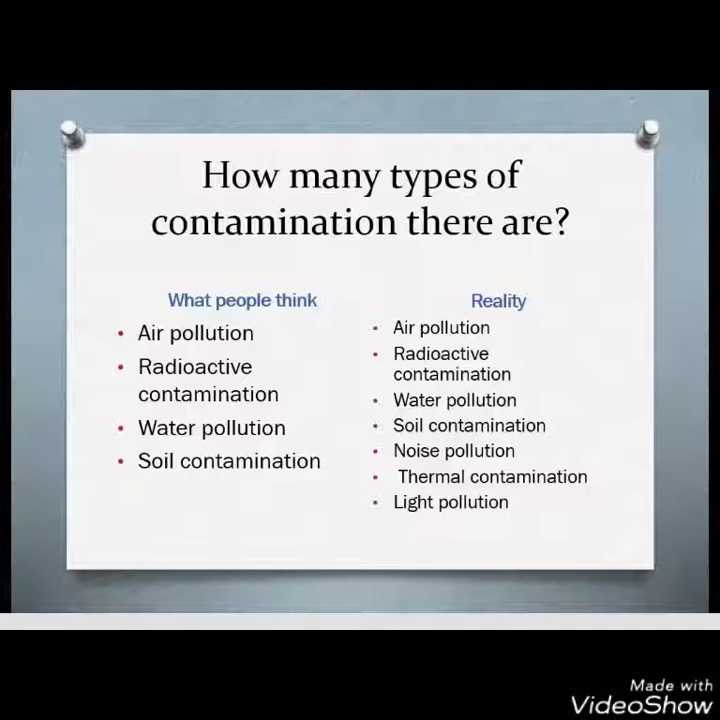 How many types of
contamination there are?
What people think
• Air pollution
• Radioactive
contamination
• Water pollution
• Soil contamination
Reality
• Air pollution
• Radioactive
contamination
• Water pollution
• Soil contamination
• Noise pollution
• Thermal contamination
• Light pollution
Made with
VideoShow